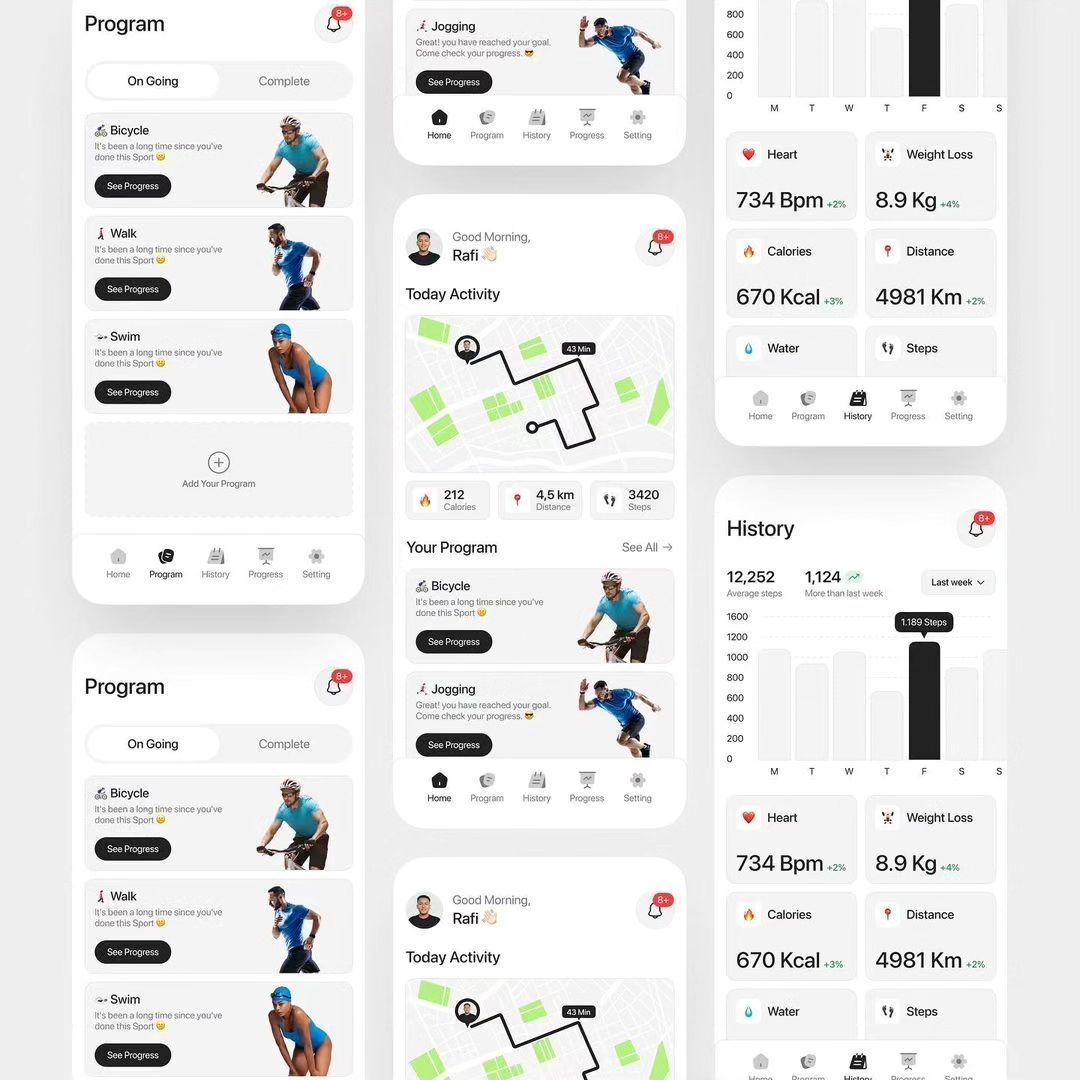 Program
8+
On Going
Complete
Bicycle
It's been a long time since you've
done this Sport
See Progress
Walk
It's been a long time since you've
done this Sport
See Progress
Swim
It's been a long time since you've
done this Sport
See Progress
Add Your Program
Home
Program
History
Progress
Setting
Program
8+
On Going
Complete
Bicycle
It's been a long time since you've
done this Sport
See Progress
Walk
It's been a long time since you've
done this Sport
See Progress
Swim
It's been a long time since you've
done this Sport
See Progress
Jogging
Great! you have reached your goal.
Come check your progress.
See Progress
Home
Program
History
Progress
Setting
Good Morning,
Rafi
8+
Today Activity
43 Min
212
Calories
4,5 km
Distance
3420
Steps
Your Program
See All →
Bicycle
It's been a long time since you've
done this Sport
See Progress
Jogging
Great! you have reached your goal.
Come check your progress.
See Progress
Home
Program
History
Progress
Setting
Good Morning,
Rafi
8+
Today Activity
43 Min
800
600
400
200
0
M T W T F S S
Heart
734 Bpm +2%
Weight Loss
8.9 Kg +4%
Calories
670 Kcal +3%
Distance
4981 Km +2%
Water
Steps
Home
Program
History
Progress
Setting
History
8+
12,252
Average steps
1,124
More than last week
Last week
1.189 Steps
1600
1200
1000
800
600
400
200
0
M T W T F S S
Heart
734 Bpm +2%
Weight Loss
8.9 Kg +4%
Calories
670 Kcal +3%
Distance
4981 Km +2%
Water
Steps
Home
Program
History
Progress
Setting